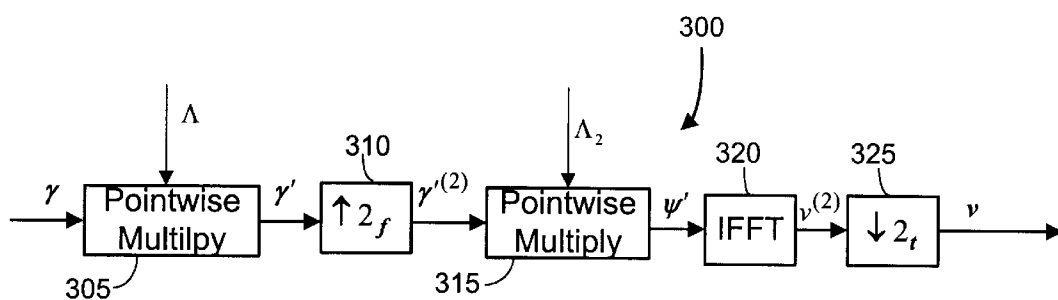 300
Λ
310
Λ₂
320
325
γ
Pointwise
Multilpy
γ′
↑ 2_f
γ′⁽²⁾
Pointwise
Multiply
ψ′
IFFT
ν⁽²⁾
↓ 2_t
ν
305
315